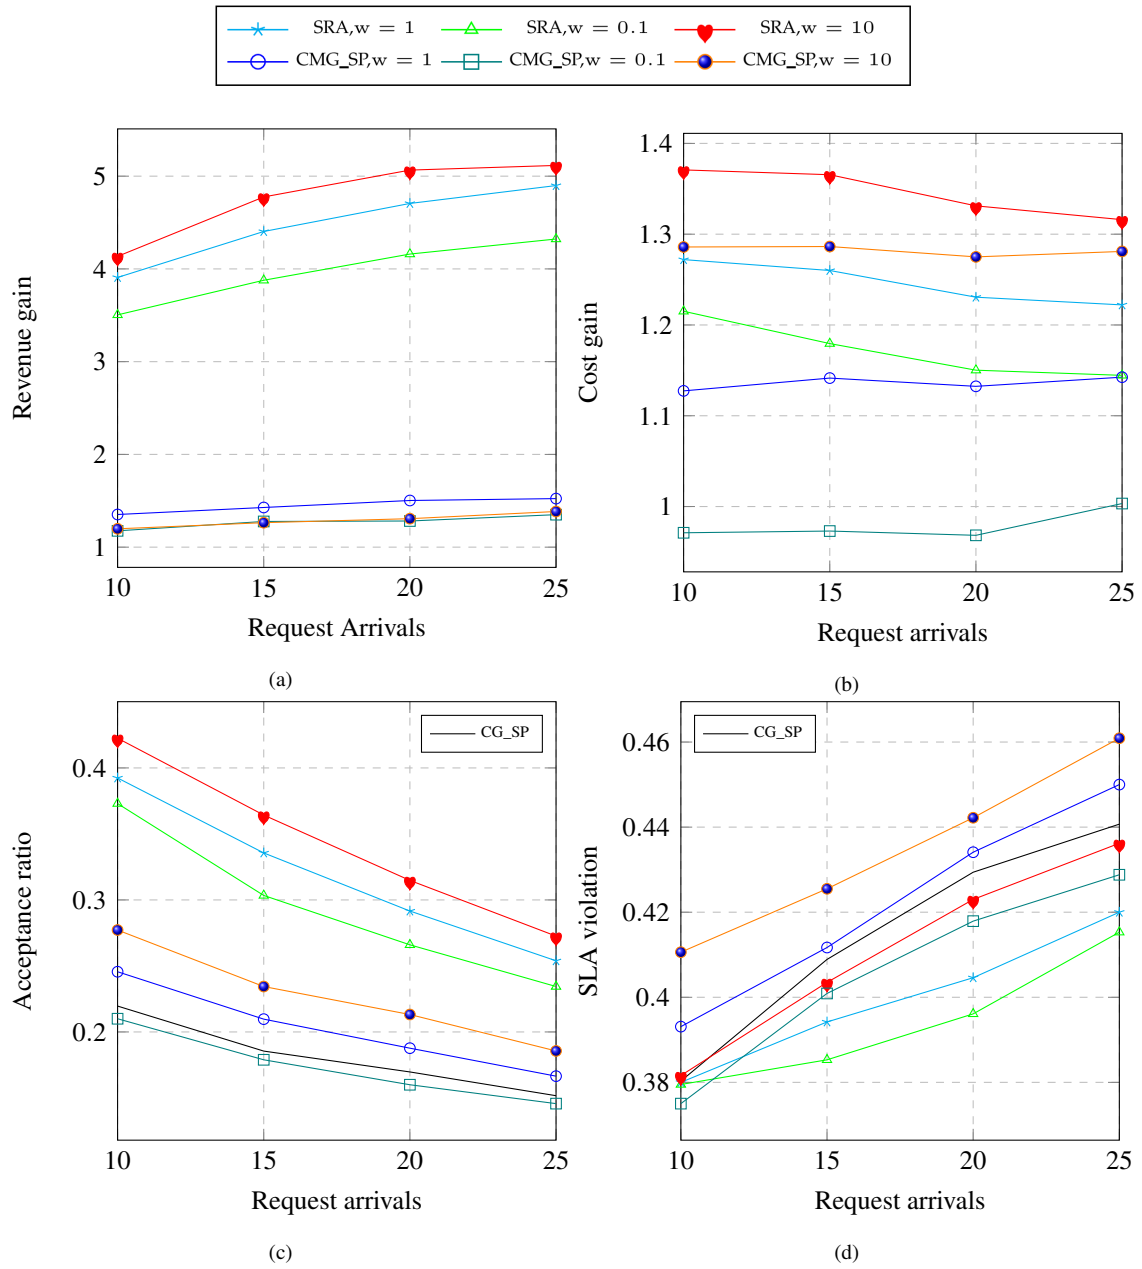 SRA,w = 1 SRA,w = 0.1 SRA,w = 10
CMG_SP,w = 1 CMG_SP,w = 0.1 CMG_SP,w = 10
5
4
3
2
1
10 15 20 25
Revenue gain
Request Arrivals
(a)
1.4
1.3
1.2
1.1
1
10 15 20 25
Cost gain
Request arrivals
(b)
CG_SP
0.4
0.3
0.2
10 15 20 25
Acceptance ratio
Request arrivals
(c)
CG_SP
0.46
0.44
0.42
0.4
0.38
10 15 20 25
SLA violation
Request arrivals
(d)